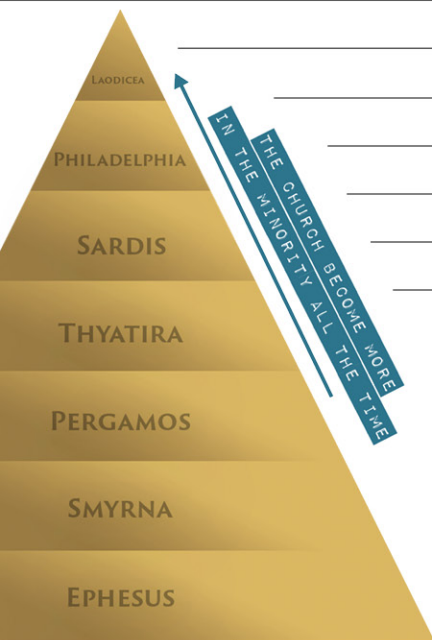 LAODICEA
PHILADELPHIA
SARDIS
THYATIRA
PERGAMOS
SMYRNA
EPHESUS
THE CHURCH BECOME MORE
IN THE MINORITY ALL THE TIME